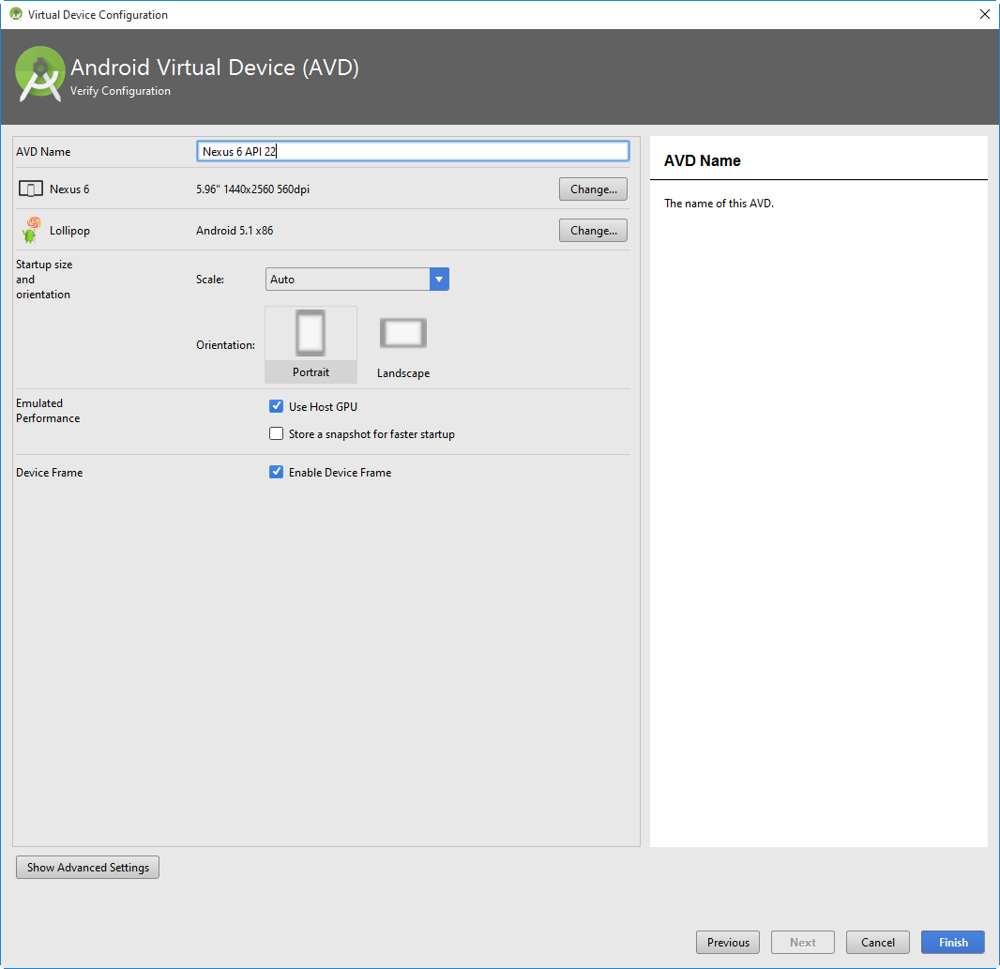 Virtual Device Configuration
Android Virtual Device (AVD)
Verify Configuration
AVD Name
Nexus 6 API 22
Nexus 6
5.96" 1440x2560 560dpi
Change...
Lollipop
Android 5.1 x86
Change...
Startup size
and
orientation
Scale:
Auto
Orientation:
Portrait
Landscape
Emulated
Performance
Use Host GPU
Store a snapshot for faster startup
Device Frame
Enable Device Frame
AVD Name
The name of this AVD.
Show Advanced Settings
Previous
Next
Cancel
Finish